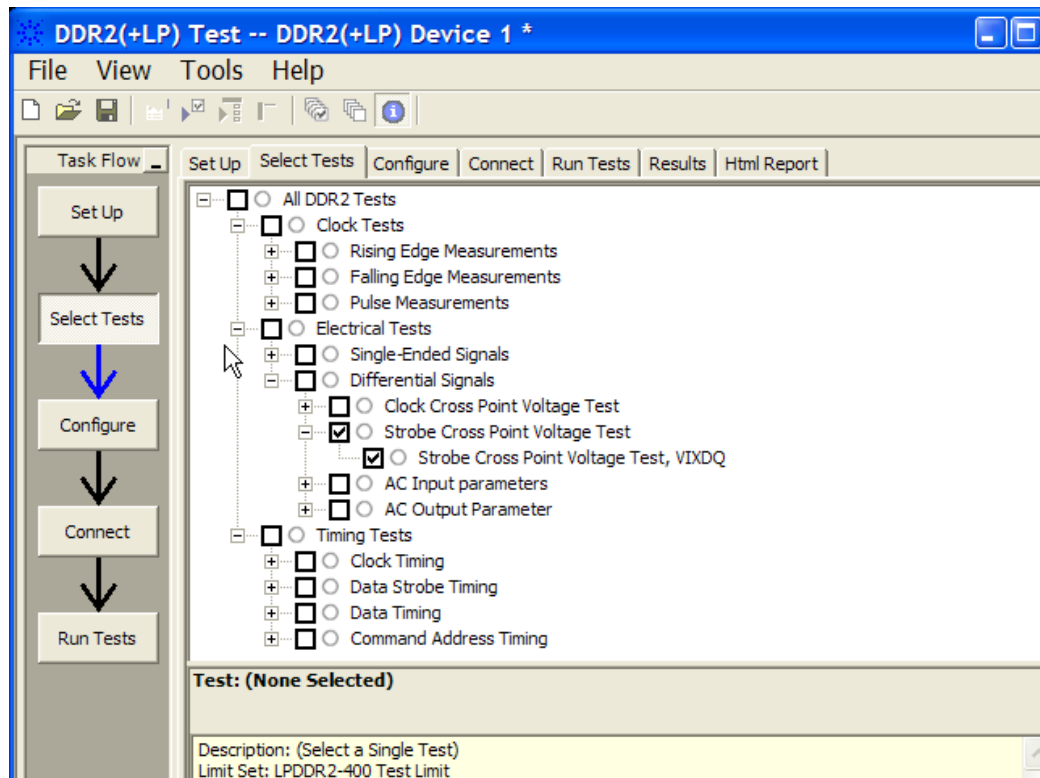 DDR2(+LP) Test -- DDR2(+LP) Device 1 *
File View Tools Help
Task Flow
Set Up Select Tests Configure Connect Run Tests Results Html Report
Set Up
Select Tests
Configure
Connect
Run Tests
All DDR2 Tests
Clock Tests
Rising Edge Measurements
Falling Edge Measurements
Pulse Measurements
Electrical Tests
Single-Ended Signals
Differential Signals
Clock Cross Point Voltage Test
Strobe Cross Point Voltage Test
Strobe Cross Point Voltage Test, VIXDQ
AC Input parameters
AC Output Parameter
Timing Tests
Clock Timing
Data Strobe Timing
Data Timing
Command Address Timing
Test: (None Selected)
Description: (Select a Single Test)
Limit Set: LPDDR2-400 Test Limit